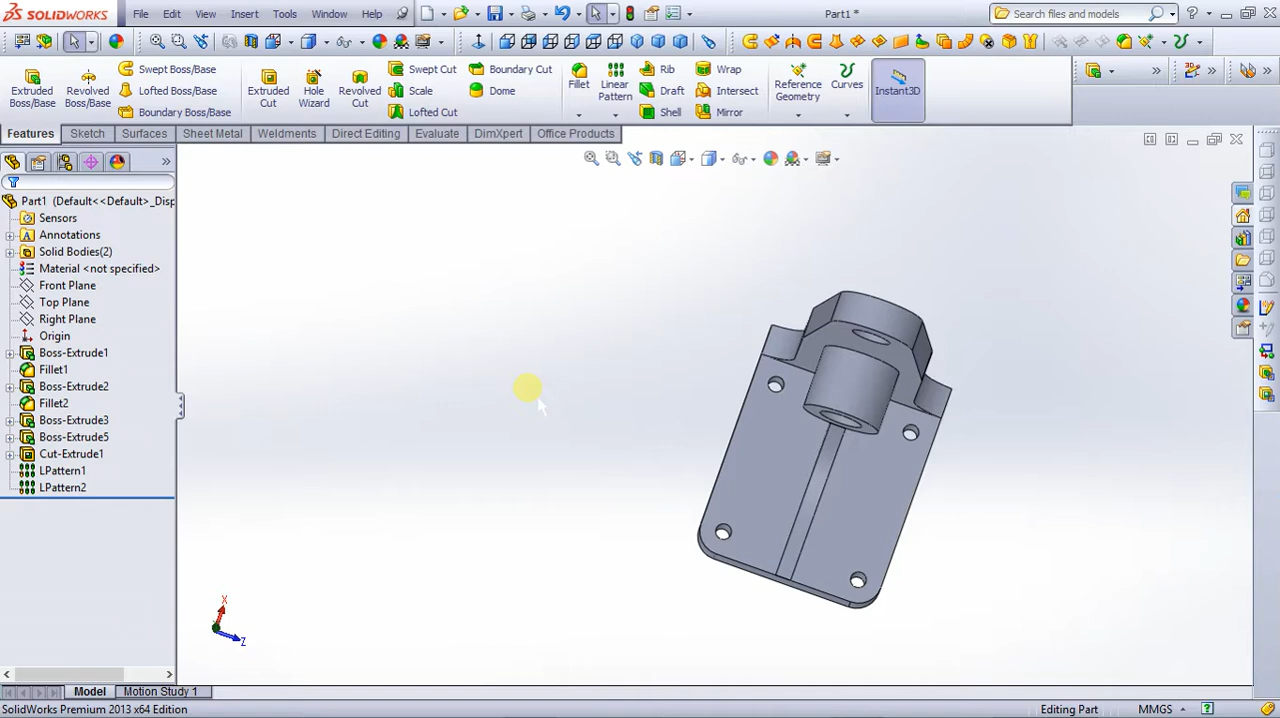 SOLIDWORKS File Edit View Insert Tools Window Help Part1 * Search files and models
Extruded Boss/Base
Revolved Boss/Base
Swept Boss/Base
Lofted Boss/Base
Boundary Boss/Base
Extruded Cut
Hole Wizard
Revolved Cut
Swept Cut
Scale
Lofted Cut
Boundary Cut
Dome
Fillet
Linear Pattern
Rib
Draft
Shell
Wrap
Intersect
Mirror
Reference Geometry
Curves
Instant3D
Features Sketch Surfaces Sheet Metal Weldments Direct Editing Evaluate DimXpert Office Products
Part1 (Default<<Default>_Disp
Sensors
Annotations
Solid Bodies(2)
Material <not specified>
Front Plane
Top Plane
Right Plane
Origin
Boss-Extrude1
Fillet1
Boss-Extrude2
Fillet2
Boss-Extrude3
Boss-Extrude5
Cut-Extrude1
LPattern1
LPattern2
X
Z
Model Motion Study 1
SolidWorks Premium 2013 x64 Edition Editing Part MMGS